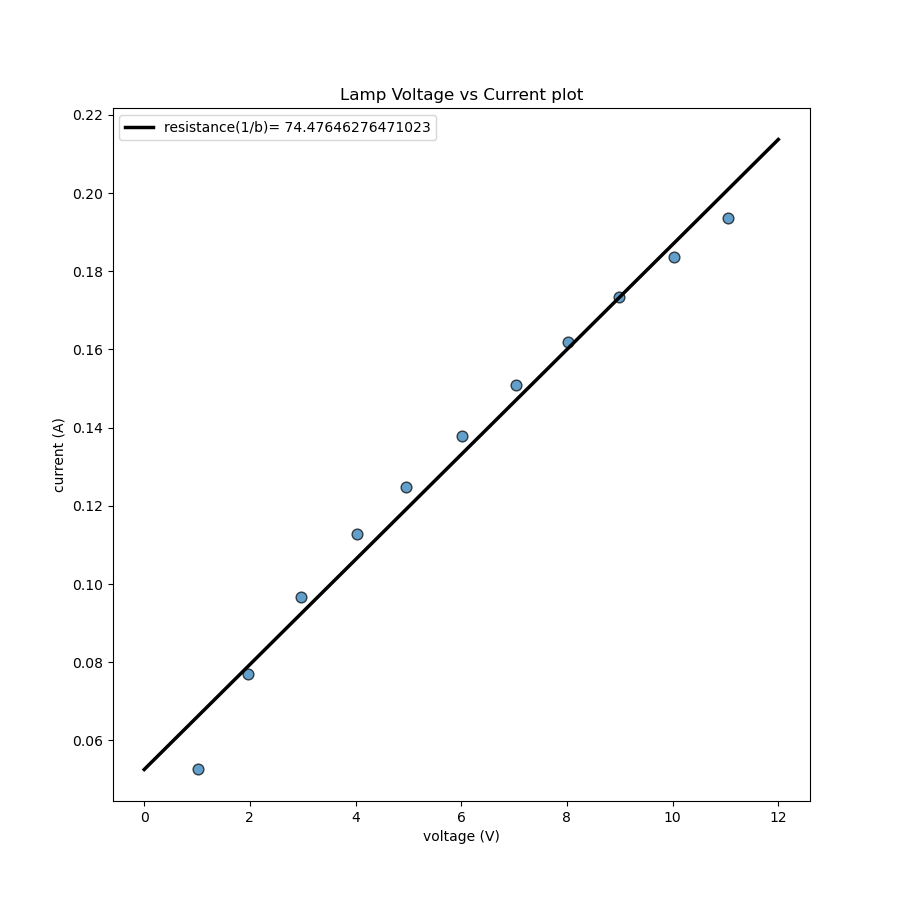 Lamp Voltage vs Current plot
resistance(1/b)= 74.47646276471023
0.22
0.20
0.18
0.16
0.14
0.12
0.10
0.08
0.06
current (A)
0 2 4 6 8 10 12
voltage (V)